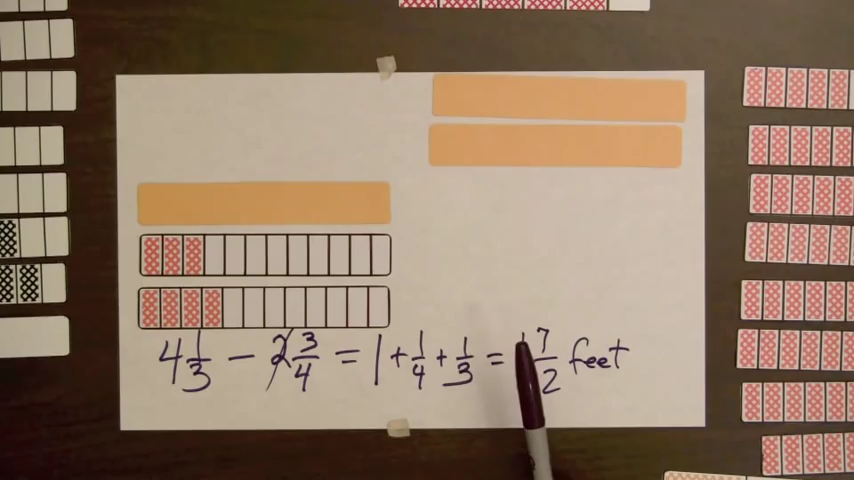 4 1/3 - 2 3/4 = 1 + 1/4 + 1/3 = 1 7/12 feet